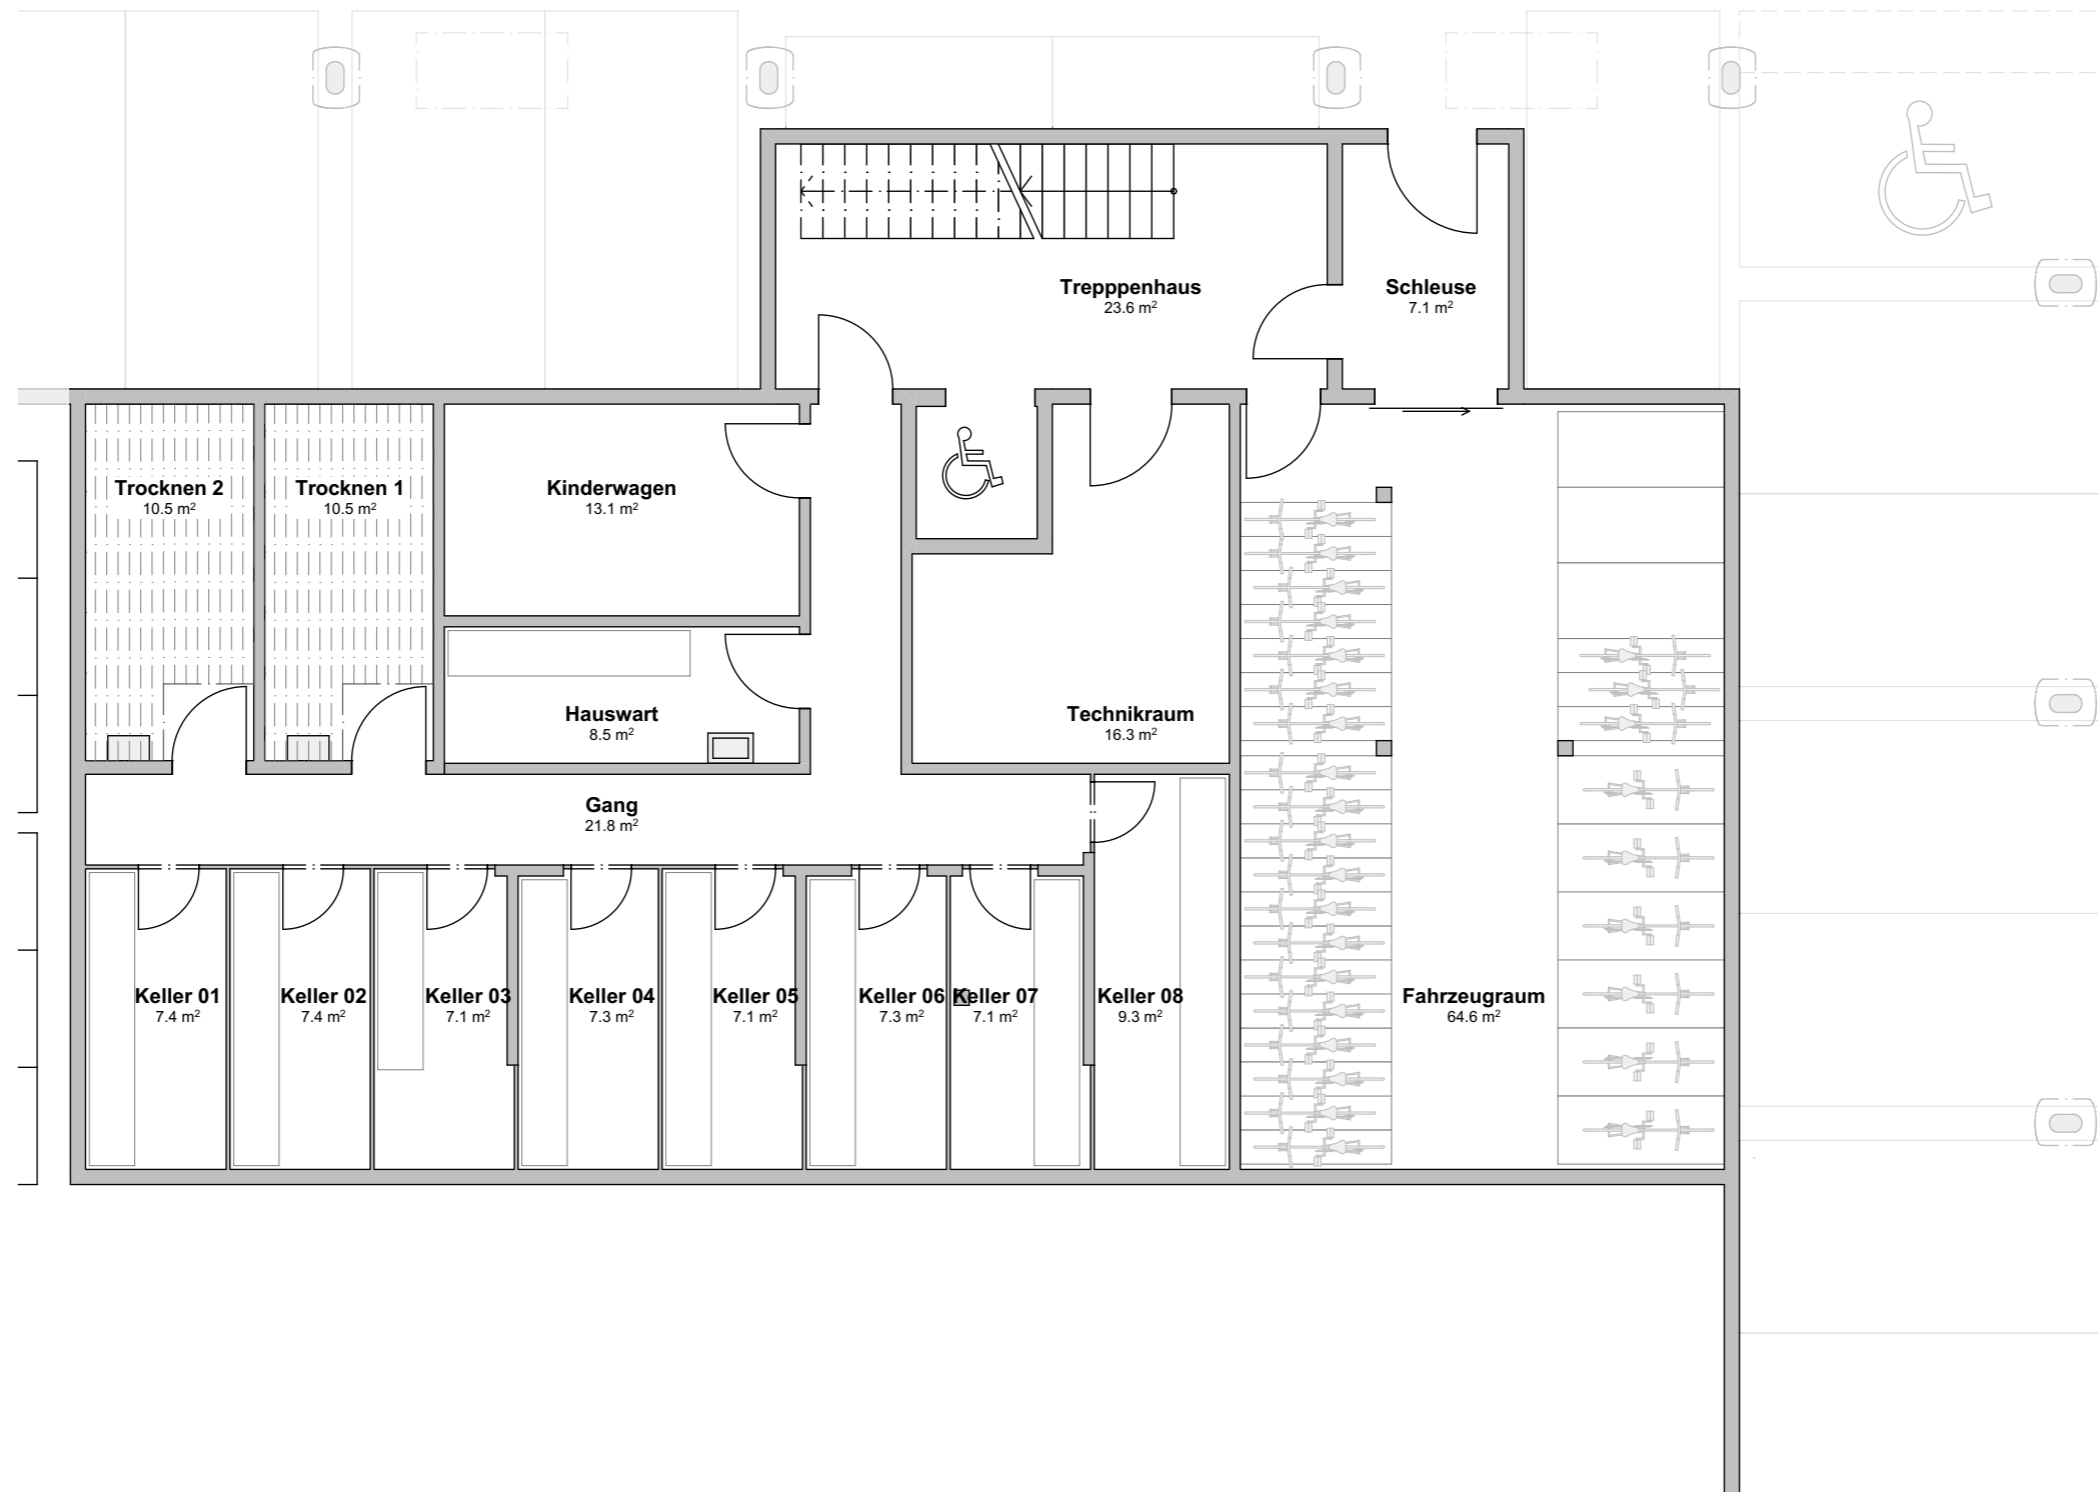 Trepppenhaus
23.6 m²
Schleuse
7.1 m²
Trocknen 2
10.5 m²
Trocknen 1
10.5 m²
Kinderwagen
13.1 m²
Hauswart
8.5 m²
Technikraum
16.3 m²
Gang
21.8 m²
Keller 01
7.4 m²
Keller 02
7.4 m²
Keller 03
7.1 m²
Keller 04
7.3 m²
Keller 05
7.1 m²
Keller 06
7.3 m²
Keller 07
7.1 m²
Keller 08
9.3 m²
Fahrzeugraum
64.6 m²